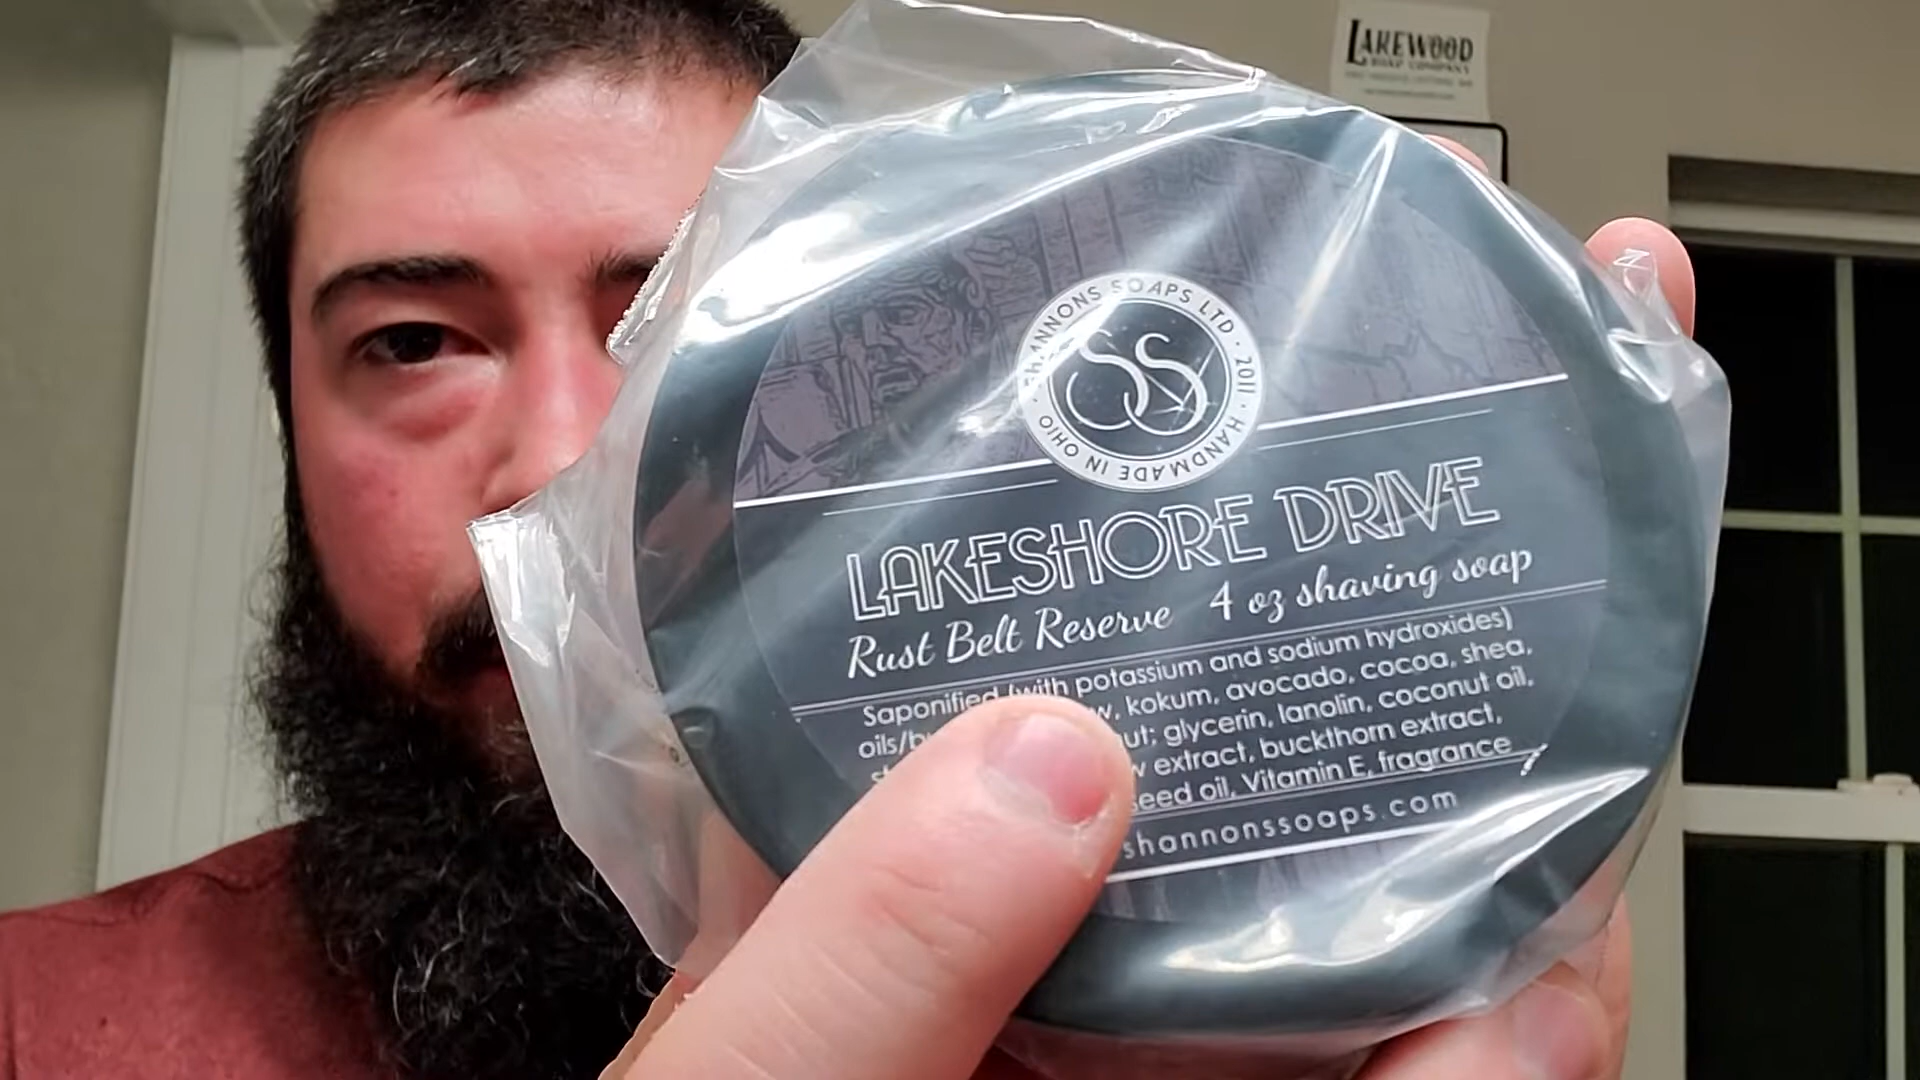 LAKEWOOD
SOAP COMPANY
SHANNONS SOAPS LTD · 2011 · HANDMADE IN OHIO ·
SS
LAKESHORE DRIVE
Rust Belt Reserve 4 oz shaving soap
Saponified (with potassium and sodium hydroxides)
kokum, avocado, cocoa, shea,
glycerin, lanolin, coconut oil,
extract, buckthorn extract,
seed oil, Vitamin E, fragrance
shannonssoaps.com